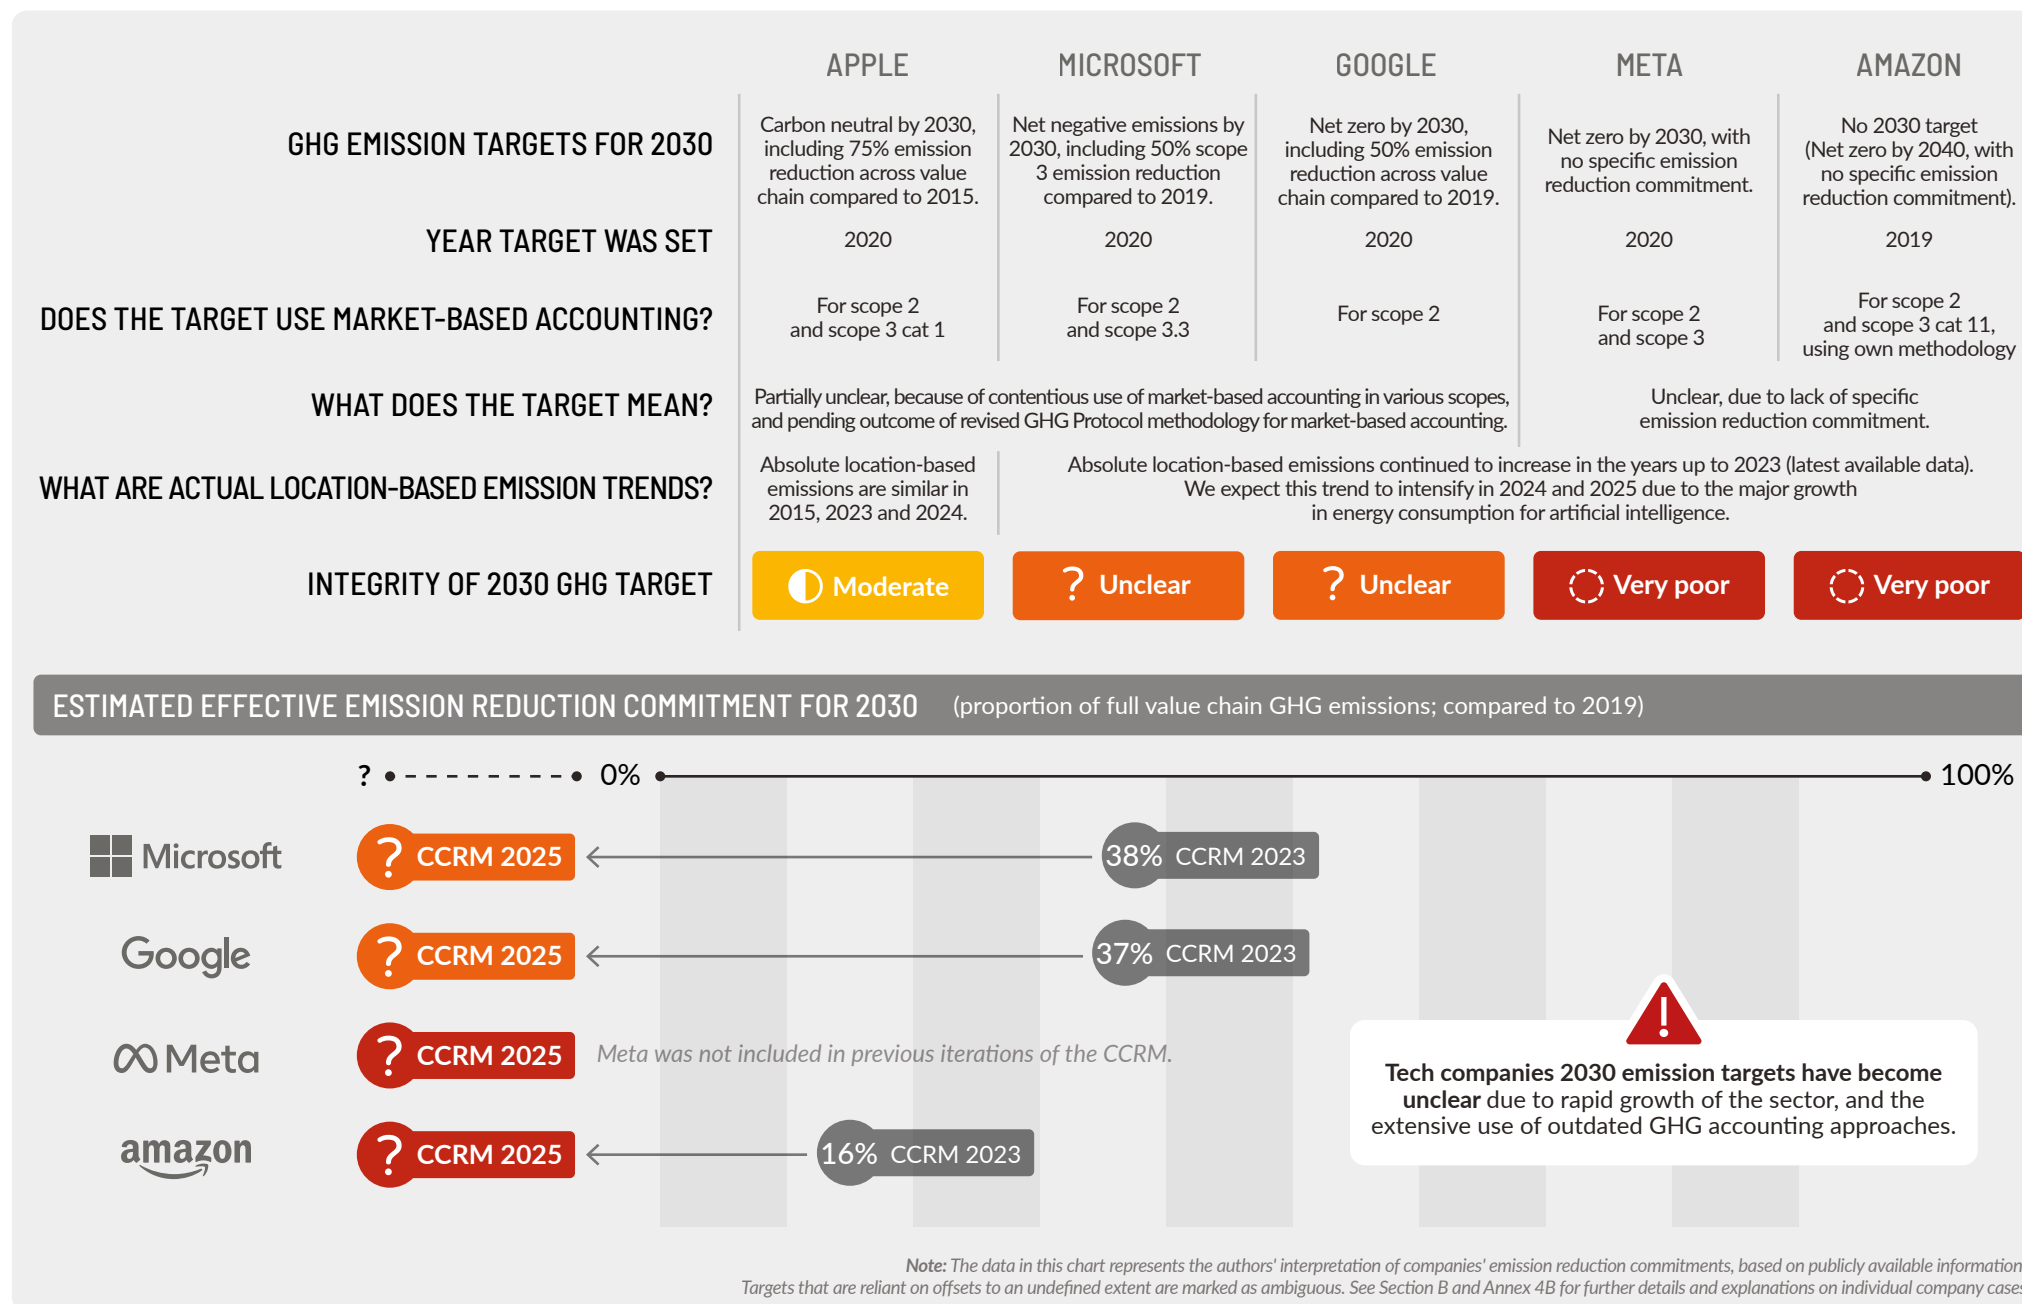 APPLE
MICROSOFT
GOOGLE
META
AMAZON
GHG EMISSION TARGETS FOR 2030
Carbon neutral by 2030,
including 75% emission
reduction across value
chain compared to 2015.
Net negative emissions by
2030, including 50% scope
3 emission reduction
compared to 2019.
Net zero by 2030,
including 50% emission
reduction across value
chain compared to 2019.
Net zero by 2030, with
no specific emission
reduction commitment.
No 2030 target
(Net zero by 2040, with
no specific emission
reduction commitment).
YEAR TARGET WAS SET
2020
2020
2020
2020
2019
DOES THE TARGET USE MARKET-BASED ACCOUNTING?
For scope 2
and scope 3 cat 1
For scope 2
and scope 3.3
For scope 2
For scope 2
and scope 3
For scope 2
and scope 3 cat 11,
using own methodology
WHAT DOES THE TARGET MEAN?
Partially unclear, because of contentious use of market-based accounting in various scopes,
and pending outcome of revised GHG Protocol methodology for market-based accounting.
Unclear, due to lack of specific
emission reduction commitment.
WHAT ARE ACTUAL LOCATION-BASED EMISSION TRENDS?
Absolute location-based
emissions are similar in
2015, 2023 and 2024.
Absolute location-based emissions continued to increase in the years up to 2023 (latest available data).
We expect this trend to intensify in 2024 and 2025 due to the major growth
in energy consumption for artificial intelligence.
INTEGRITY OF 2030 GHG TARGET
Moderate
? Unclear
? Unclear
Very poor
Very poor
ESTIMATED EFFECTIVE EMISSION REDUCTION COMMITMENT FOR 2030 (proportion of full value chain GHG emissions; compared to 2019)
? 0% 100%
Microsoft
? CCRM 2025
38% CCRM 2023
Google
? CCRM 2025
37% CCRM 2023
Meta
? CCRM 2025
Meta was not included in previous iterations of the CCRM.
amazon
? CCRM 2025
16% CCRM 2023
!
Tech companies 2030 emission targets have become
unclear due to rapid growth of the sector, and the
extensive use of outdated GHG accounting approaches.
Note: The data in this chart represents the authors' interpretation of companies' emission reduction commitments, based on publicly available information
Targets that are reliant on offsets to an undefined extent are marked as ambiguous. See Section B and Annex 4B for further details and explanations on individual company cases